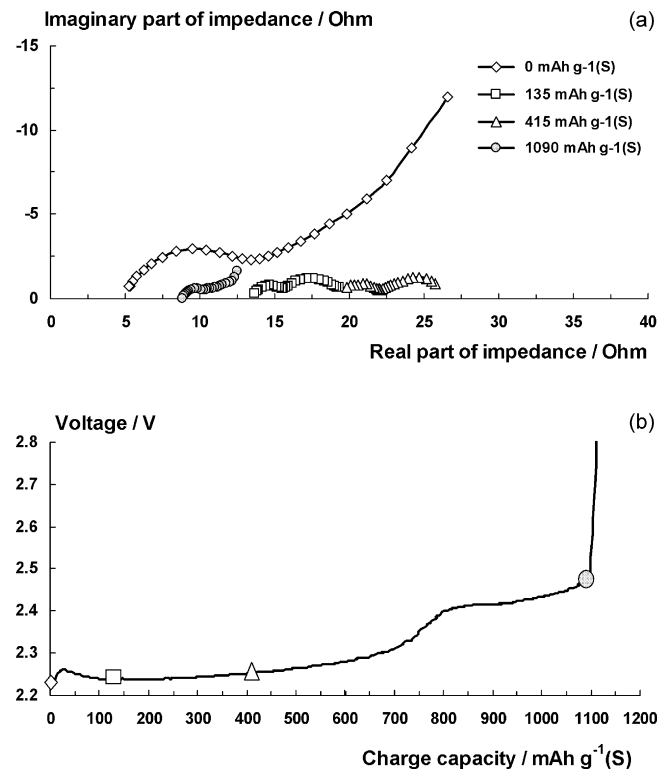 Imaginary part of impedance / Ohm
(a)
-15
-10
-5
0
0 mAh g-1(S)
135 mAh g-1(S)
415 mAh g-1(S)
1090 mAh g-1(S)
0 5 10 15 20 25 30 35 40
Real part of impedance / Ohm
Voltage / V
(b)
2.8
2.7
2.6
2.5
2.4
2.3
2.2
0 100 200 300 400 500 600 700 800 900 1000 1100 1200
Charge capacity / mAh g⁻¹(S)